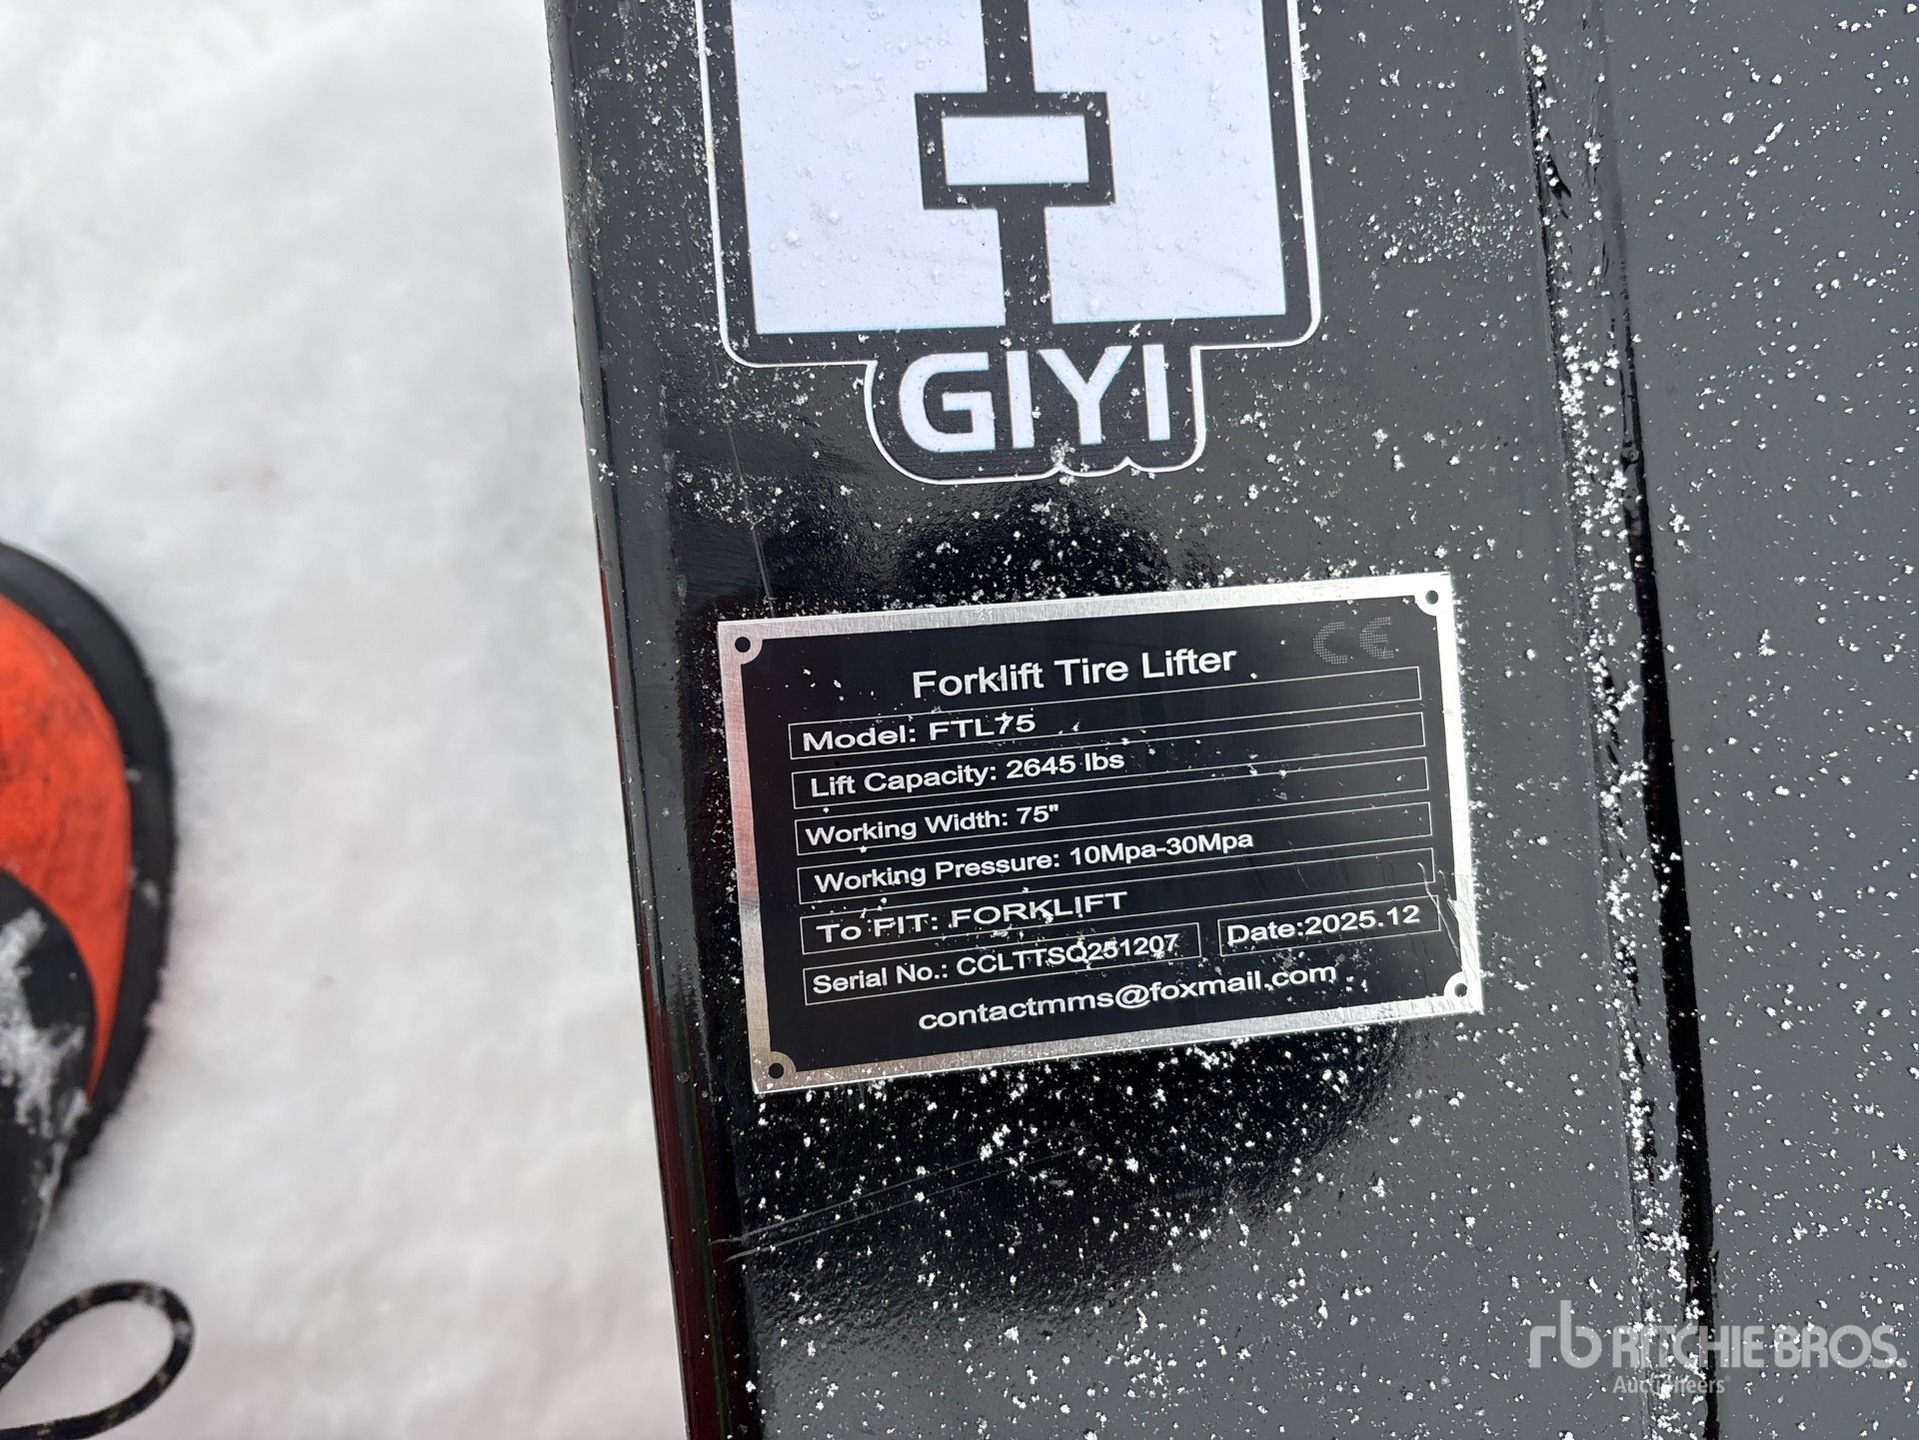 GIYI
CE
Forklift Tire Lifter
Model: FTL75
Lift Capacity: 2645 lbs
Working Width: 75"
Working Pressure: 10Mpa-30Mpa
To FIT: FORKLIFT
Serial No.: CCLTTSQ251207 Date:2025.12
contactmms@foxmail.com
rb RITCHIE BROS.
Auctioneers